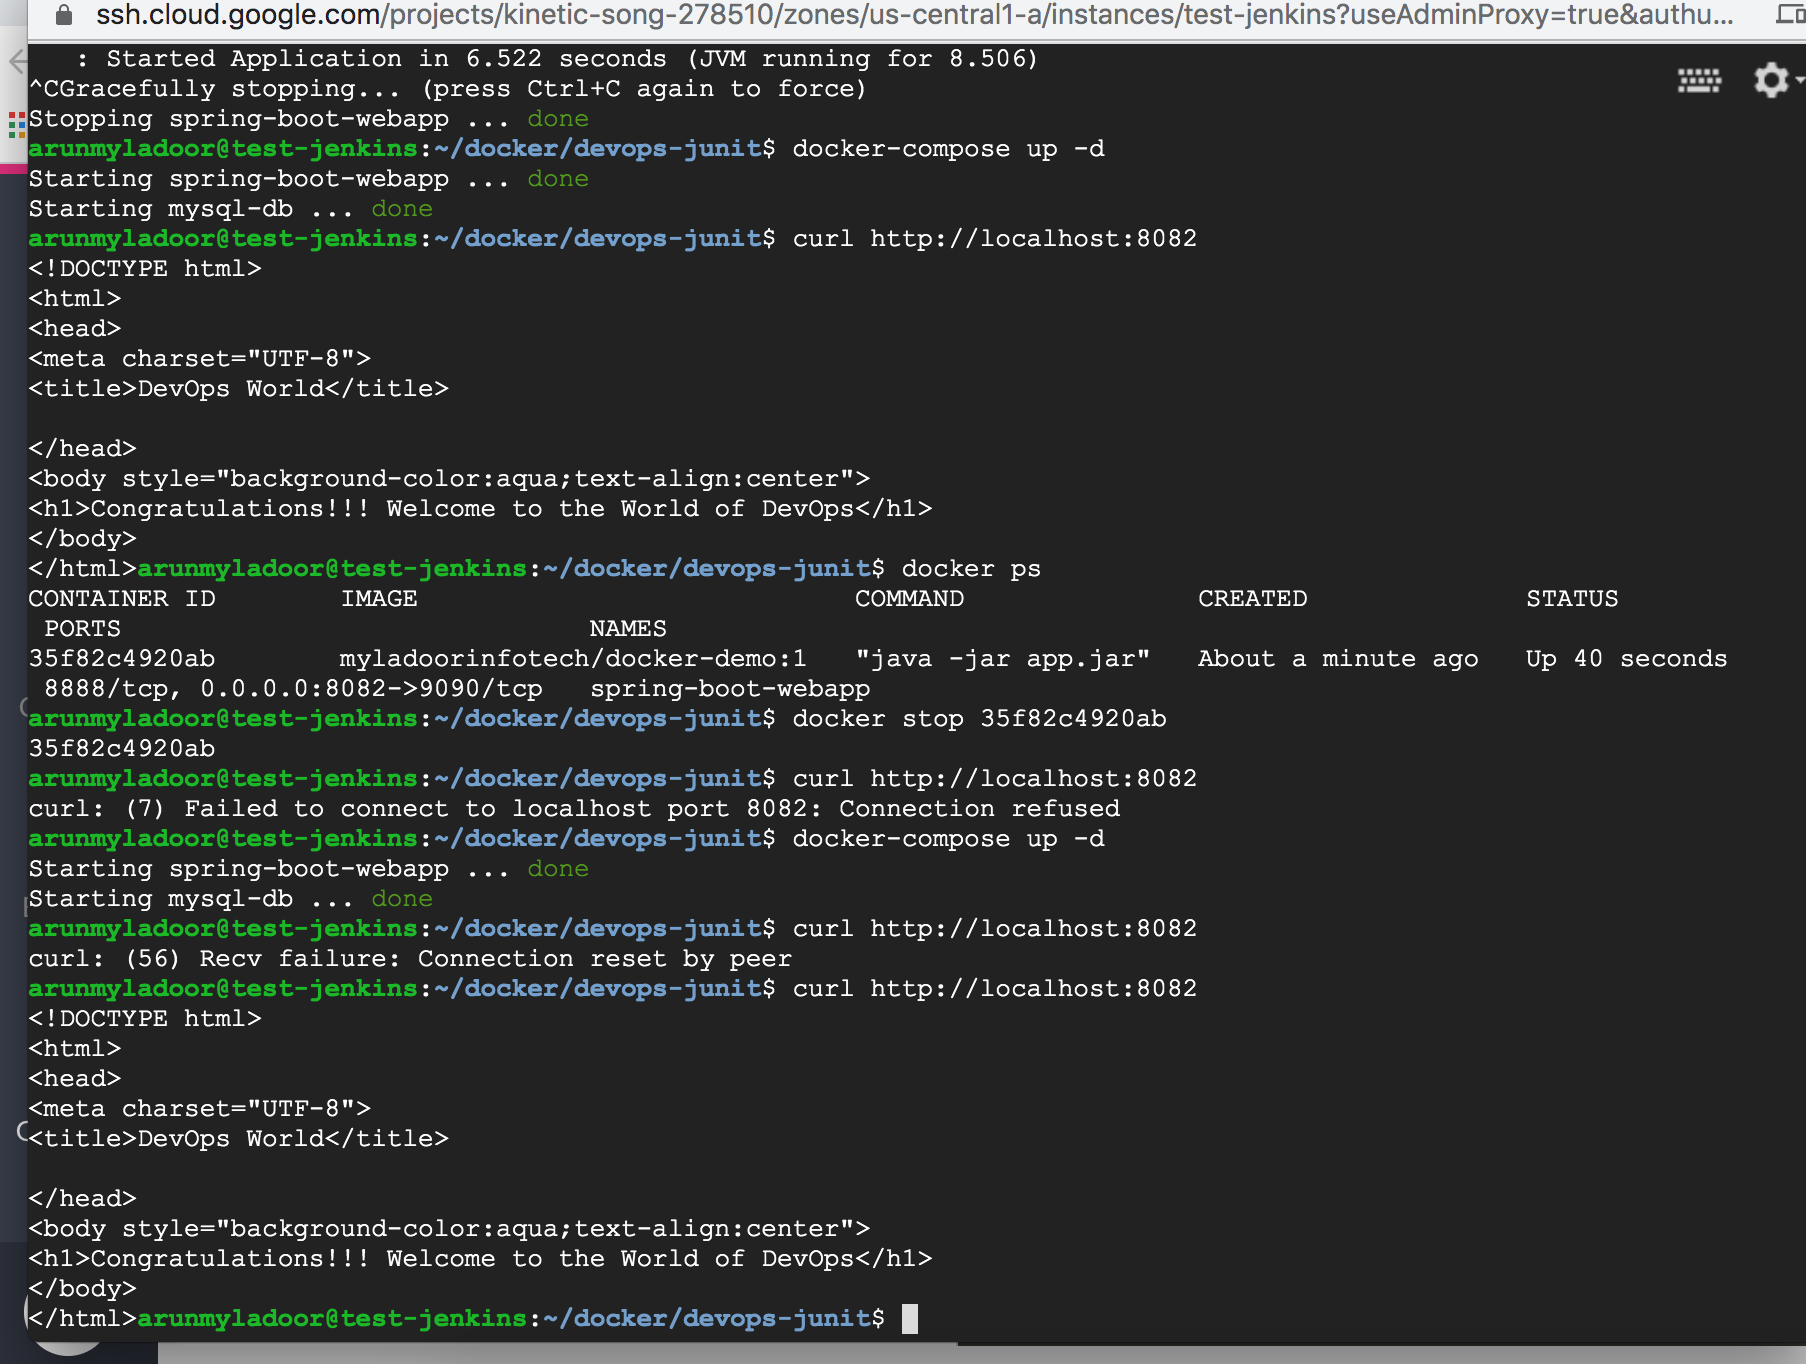 ssh.cloud.google.com/projects/kinetic-song-278510/zones/us-central1-a/instances/test-jenkins?useAdminProxy=true&authu...
: Started Application in 6.522 seconds (JVM running for 8.506)
^CGracefully stopping... (press Ctrl+C again to force)
Stopping spring-boot-webapp ... done
arunmyladoor@test-jenkins:~/docker/devops-junit$ docker-compose up -d
Starting spring-boot-webapp ... done
Starting mysql-db ... done
arunmyladoor@test-jenkins:~/docker/devops-junit$ curl http://localhost:8082
<!DOCTYPE html>
<html>
<head>
<meta charset="UTF-8">
<title>DevOps World</title>
</head>
<body style="background-color:aqua;text-align:center">
<h1>Congratulations!!! Welcome to the World of DevOps</h1>
</body>
</html>arunmyladoor@test-jenkins:~/docker/devops-junit$ docker ps
CONTAINER ID IMAGE COMMAND CREATED STATUS
PORTS NAMES
35f82c4920ab myladoorinfotech/docker-demo:1 "java -jar app.jar" About a minute ago Up 40 seconds
8888/tcp, 0.0.0.0:8082->9090/tcp spring-boot-webapp
arunmyladoor@test-jenkins:~/docker/devops-junit$ docker stop 35f82c4920ab
35f82c4920ab
arunmyladoor@test-jenkins:~/docker/devops-junit$ curl http://localhost:8082
curl: (7) Failed to connect to localhost port 8082: Connection refused
arunmyladoor@test-jenkins:~/docker/devops-junit$ docker-compose up -d
Starting spring-boot-webapp ... done
Starting mysql-db ... done
arunmyladoor@test-jenkins:~/docker/devops-junit$ curl http://localhost:8082
curl: (56) Recv failure: Connection reset by peer
arunmyladoor@test-jenkins:~/docker/devops-junit$ curl http://localhost:8082
<!DOCTYPE html>
<html>
<head>
<meta charset="UTF-8">
<title>DevOps World</title>
</head>
<body style="background-color:aqua;text-align:center">
<h1>Congratulations!!! Welcome to the World of DevOps</h1>
</body>
</html>arunmyladoor@test-jenkins:~/docker/devops-junit$